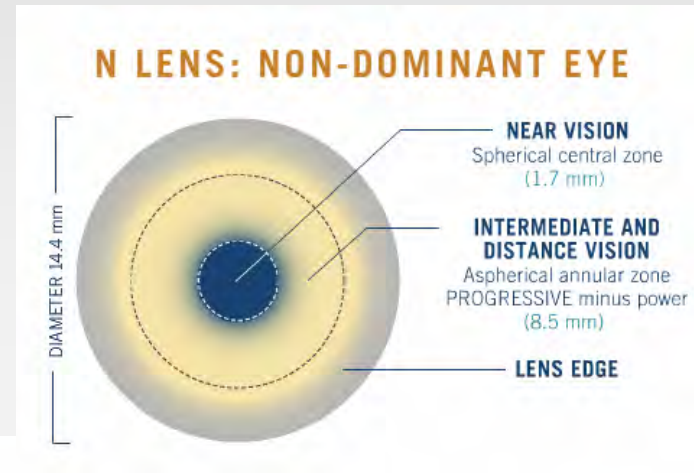 N LENS: NON-DOMINANT EYE
NEAR VISION
Spherical central zone
(1.7 mm)
DIAMETER 14.4 mm
INTERMEDIATE AND
DISTANCE VISION
Aspherical annular zone
PROGRESSIVE minus power
(8.5 mm)
LENS EDGE